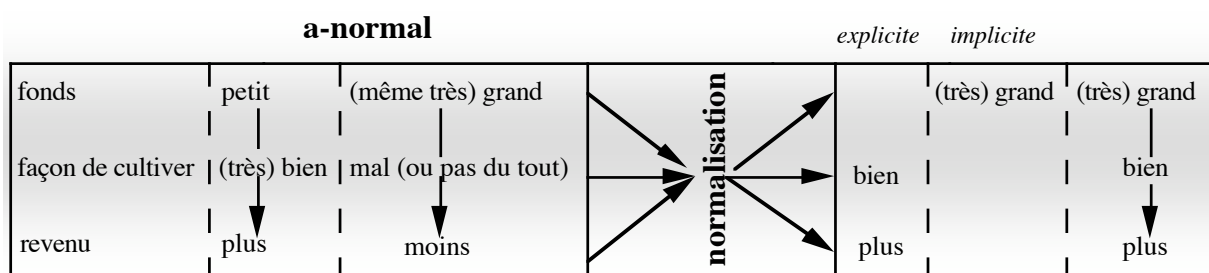 a-normal
explicite implicite
fonds petit (même très) grand (très) grand (très) grand
façon de cultiver (très) bien mal (ou pas du tout) normalisation bien bien
revenu plus moins plus plus